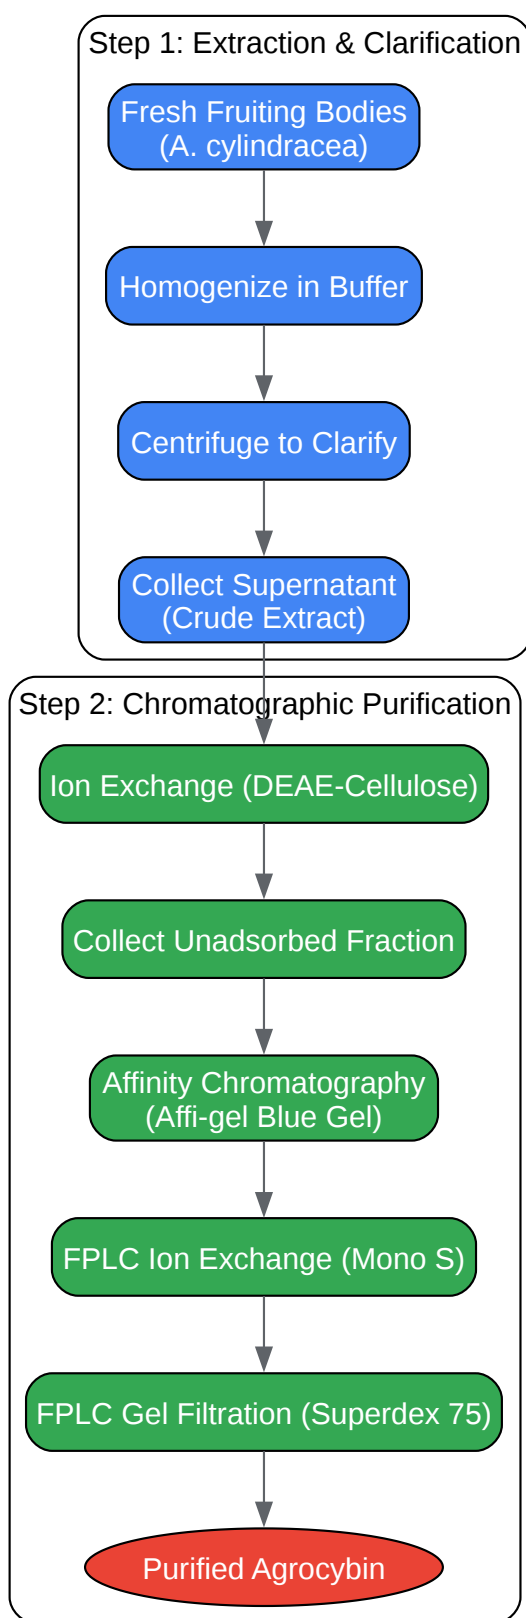 Step 1: Extraction & Clarification
Fresh Fruiting Bodies
(A. cylindracea)
Homogenize in Buffer
Centrifuge to Clarify
Collect Supernatant
(Crude Extract)
Step 2: Chromatographic Purification
Ion Exchange (DEAE-Cellulose)
Collect Unadsorbed Fraction
Affinity Chromatography
(Affi-gel Blue Gel)
FPLC Ion Exchange (Mono S)
FPLC Gel Filtration (Superdex 75)
Purified Agrocybin